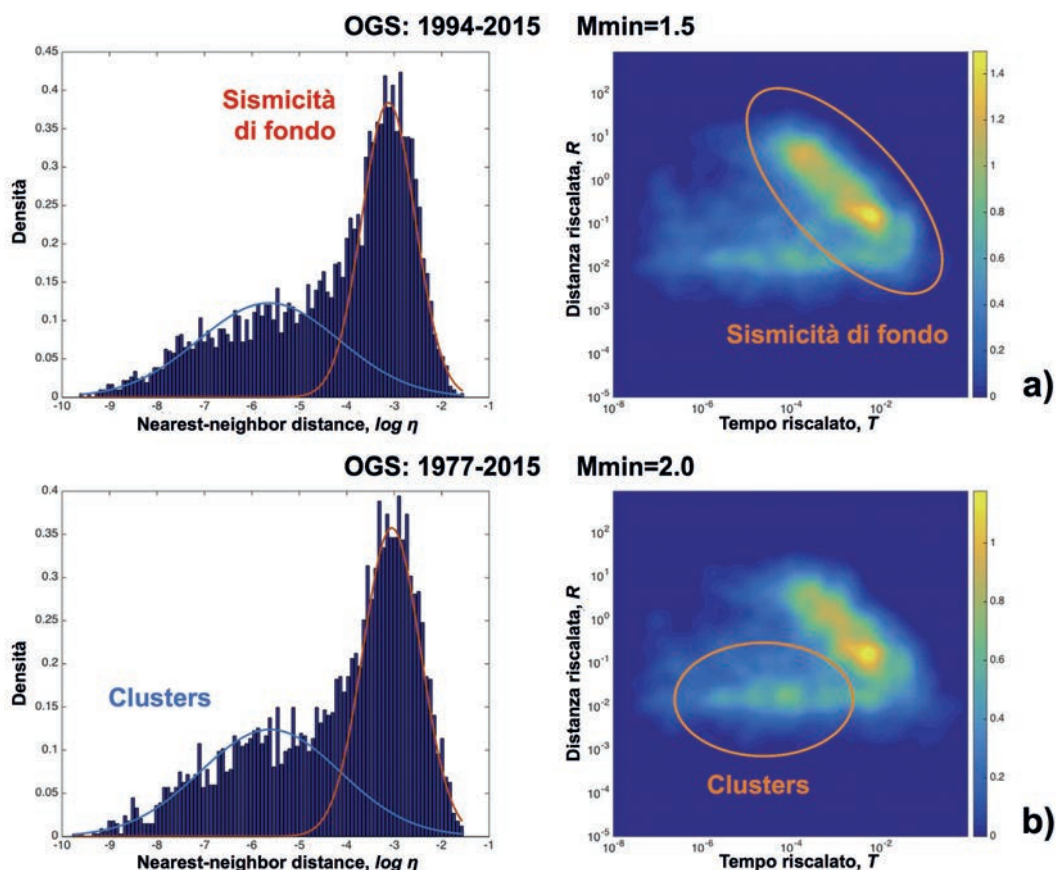 OGS: 1994-2015 Mmin=1.5
0.45
0.4
0.35
0.3
0.25
0.2
0.15
0.1
0.05
0
Densità
Sismicità
di fondo
-10 -9 -8 -7 -6 -5 -4 -3 -2 -1
Nearest-neighbor distance, log η
Distanza riscalata, R
10²
10¹
10⁰
10⁻¹
10⁻²
10⁻³
10⁻⁴
10⁻⁵
Sismicità di fondo
10⁻⁸ 10⁻⁶ 10⁻⁴ 10⁻²
Tempo riscalato, T
1.4
1.2
1
0.8
0.6
0.4
0.2
0
a)
OGS: 1977-2015 Mmin=2.0
0.4
0.35
0.3
0.25
0.2
0.15
0.1
0.05
0
Densità
Clusters
-10 -9 -8 -7 -6 -5 -4 -3 -2 -1
Nearest-neighbor distance, log η
Distanza riscalata, R
10²
10¹
10⁰
10⁻¹
10⁻²
10⁻³
10⁻⁴
10⁻⁵
Clusters
10⁻⁸ 10⁻⁶ 10⁻⁴ 10⁻²
Tempo riscalato, T
1
0.8
0.6
0.4
0.2
0
b)